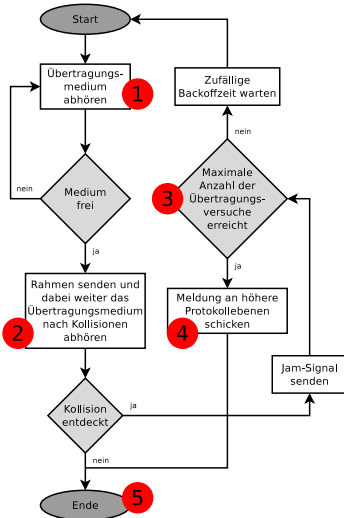 Start
Übertragungs-
medium
abhören
1
Medium
frei
nein
ja
Rahmen senden und
dabei weiter das
Übertragungsmedium
nach Kollisionen
abhören
2
Kollision
entdeckt
ja
nein
Ende
5
Zufällige
Backoffzeit warten
nein
Maximale
Anzahl der
Übertragungs-
versuche
erreicht
3
ja
Meldung an höhere
Protokollebenen
schicken
4
Jam-Signal
senden